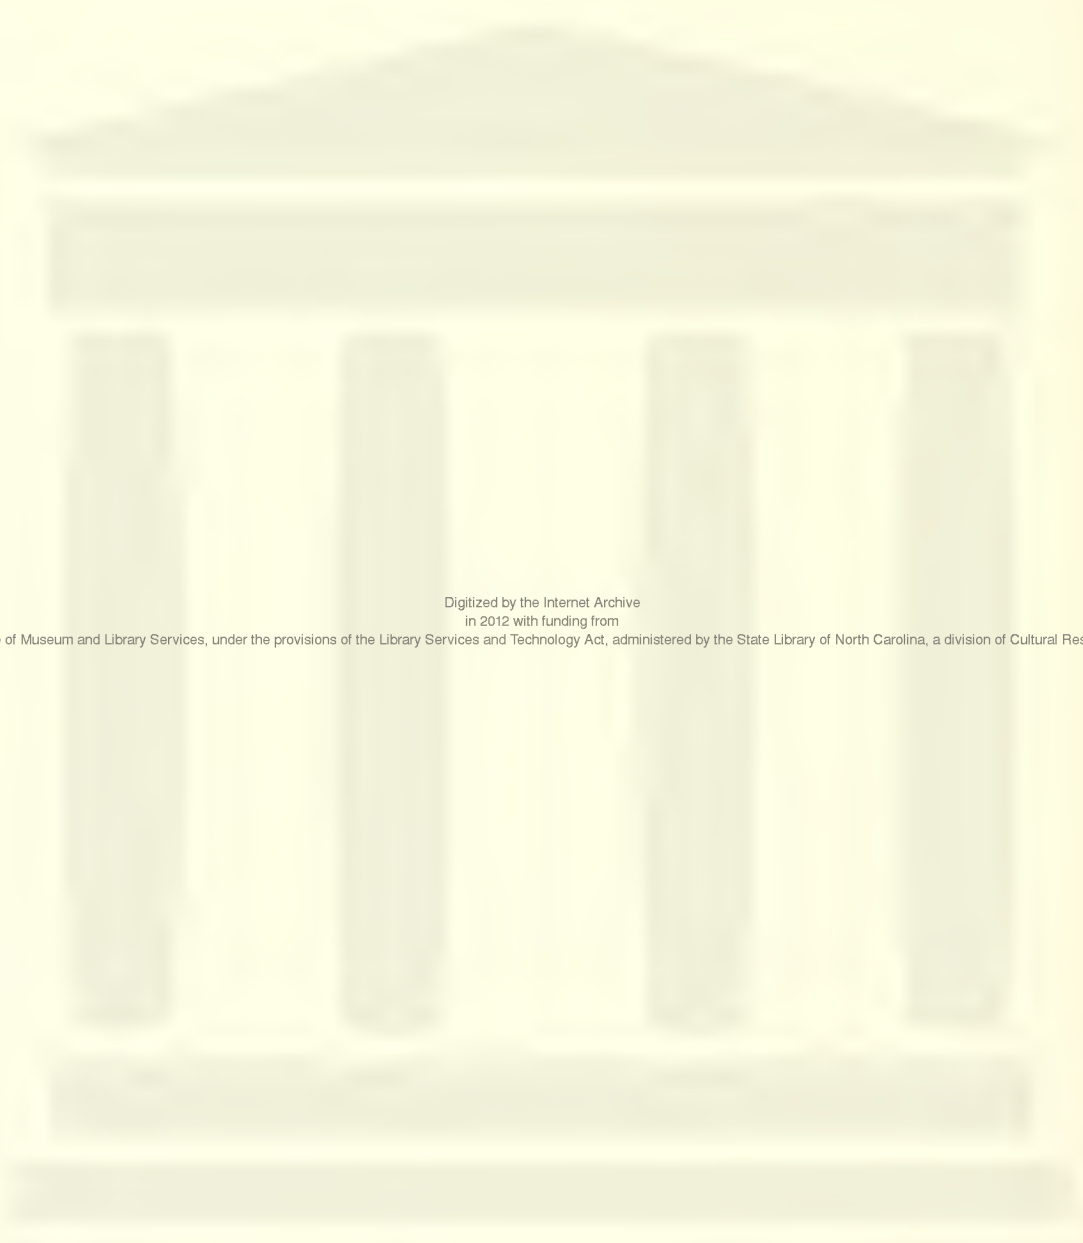 Digitized by the Internet Archive
in 2012 with funding from
of Museum and Library Services, under the provisions of the Library Services and Technology Act, administered by the State Library of North Carolina, a division of Cultural